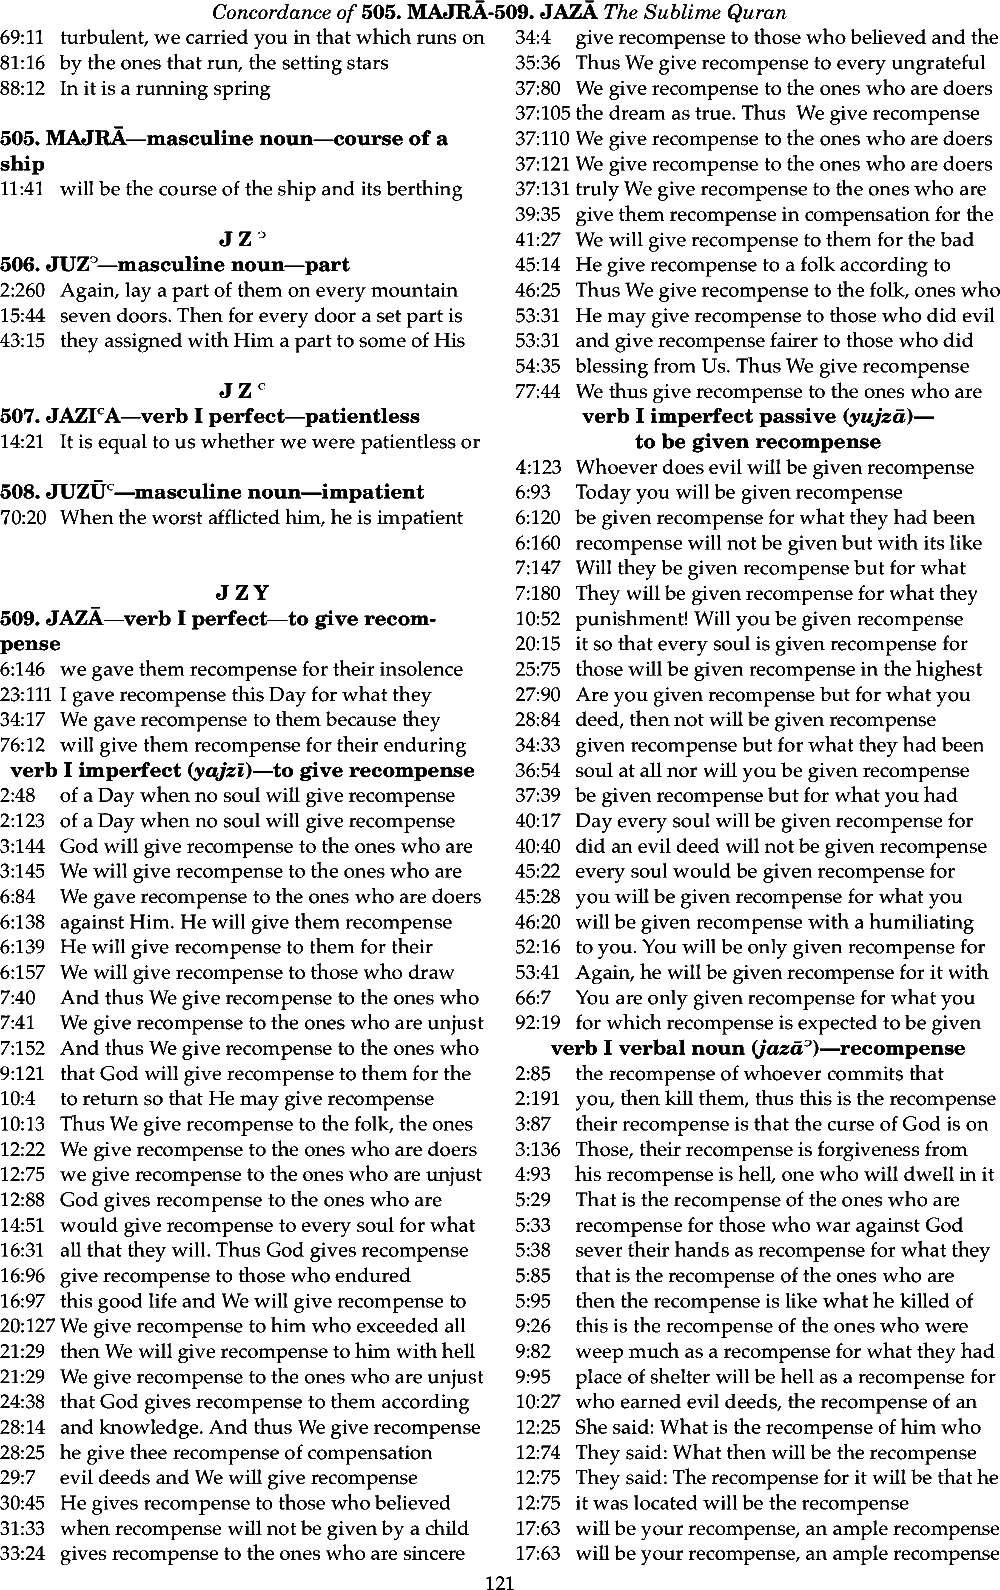 Concordance of 505. MAJRĀ-509. JAZĀ The Sublime Quran
69:11 turbulent, we carried you in that which runs on
81:16 by the ones that run, the setting stars
88:12 In it is a running spring
505. MAJRĀ—masculine noun—course of a
ship
11:41 will be the course of the ship and its berthing
J Z ᵓ
506. JUZᵓ—masculine noun—part
2:260 Again, lay a part of them on every mountain
15:44 seven doors. Then for every door a set part is
43:15 they assigned with Him a part to some of His
J Z ᶜ
507. JAZIᶜA—verb I perfect—patientless
14:21 It is equal to us whether we were patientless or
508. JUZŪᶜ—masculine noun—impatient
70:20 When the worst afflicted him, he is impatient
J Z Y
509. JAZĀ—verb I perfect—to give recom-
pense
6:146 we gave them recompense for their insolence
23:111 I gave recompense this Day for what they
34:17 We gave recompense to them because they
76:12 will give them recompense for their enduring
verb I imperfect (yajzī)—to give recompense
2:48 of a Day when no soul will give recompense
2:123 of a Day when no soul will give recompense
3:144 God will give recompense to the ones who are
3:145 We will give recompense to the ones who are
6:84 We gave recompense to the ones who are doers
6:138 against Him. He will give them recompense
6:139 He will give recompense to them for their
6:157 We will give recompense to those who draw
7:40 And thus We give recompense to the ones who
7:41 We give recompense to the ones who are unjust
7:152 And thus We give recompense to the ones who
9:121 that God will give recompense to them for the
10:4 to return so that He may give recompense
10:13 Thus We give recompense to the folk, the ones
12:22 We give recompense to the ones who are doers
12:75 we give recompense to the ones who are unjust
12:88 God gives recompense to the ones who are
14:51 would give recompense to every soul for what
16:31 all that they will. Thus God gives recompense
16:96 give recompense to those who endured
16:97 this good life and We will give recompense to
20:127 We give recompense to him who exceeded all
21:29 then We will give recompense to him with hell
21:29 We give recompense to the ones who are unjust
24:38 that God gives recompense to them according
28:14 and knowledge. And thus We give recompense
28:25 he give thee recompense of compensation
29:7 evil deeds and We will give recompense
30:45 He gives recompense to those who believed
31:33 when recompense will not be given by a child
33:24 gives recompense to the ones who are sincere
34:4 give recompense to those who believed and the
35:36 Thus We give recompense to every ungrateful
37:80 We give recompense to the ones who are doers
37:105 the dream as true. Thus We give recompense
37:110 We give recompense to the ones who are doers
37:121 We give recompense to the ones who are doers
37:131 truly We give recompense to the ones who are
39:35 give them recompense in compensation for the
41:27 We will give recompense to them for the bad
45:14 He give recompense to a folk according to
46:25 Thus We give recompense to the folk, ones who
53:31 He may give recompense to those who did evil
53:31 and give recompense fairer to those who did
54:35 blessing from Us. Thus We give recompense
77:44 We thus give recompense to the ones who are
verb I imperfect passive (yujzā)—
to be given recompense
4:123 Whoever does evil will be given recompense
6:93 Today you will be given recompense
6:120 be given recompense for what they had been
6:160 recompense will not be given but with its like
7:147 Will they be given recompense but for what
7:180 They will be given recompense for what they
10:52 punishment! Will you be given recompense
20:15 it so that every soul is given recompense for
25:75 those will be given recompense in the highest
27:90 Are you given recompense but for what you
28:84 deed, then not will be given recompense
34:33 given recompense but for what they had been
36:54 soul at all nor will you be given recompense
37:39 be given recompense but for what you had
40:17 Day every soul will be given recompense for
40:40 did an evil deed will not be given recompense
45:22 every soul would be given recompense for
45:28 you will be given recompense for what you
46:20 will be given recompense with a humiliating
52:16 to you. You will be only given recompense for
53:41 Again, he will be given recompense for it with
66:7 You are only given recompense for what you
92:19 for which recompense is expected to be given
verb I verbal noun (jazāᵓ)—recompense
2:85 the recompense of whoever commits that
2:191 you, then kill them, thus this is the recompense
3:87 their recompense is that the curse of God is on
3:136 Those, their recompense is forgiveness from
4:93 his recompense is hell, one who will dwell in it
5:29 That is the recompense of the ones who are
5:33 recompense for those who war against God
5:38 sever their hands as recompense for what they
5:85 that is the recompense of the ones who are
5:95 then the recompense is like what he killed of
9:26 this is the recompense of the ones who were
9:82 weep much as a recompense for what they had
9:95 place of shelter will be hell as a recompense for
10:27 who earned evil deeds, the recompense of an
12:25 She said: What is the recompense of him who
12:74 They said: What then will be the recompense
12:75 They said: The recompense for it will be that he
12:75 it was located will be the recompense
17:63 will be your recompense, an ample recompense
17:63 will be your recompense, an ample recompense
121